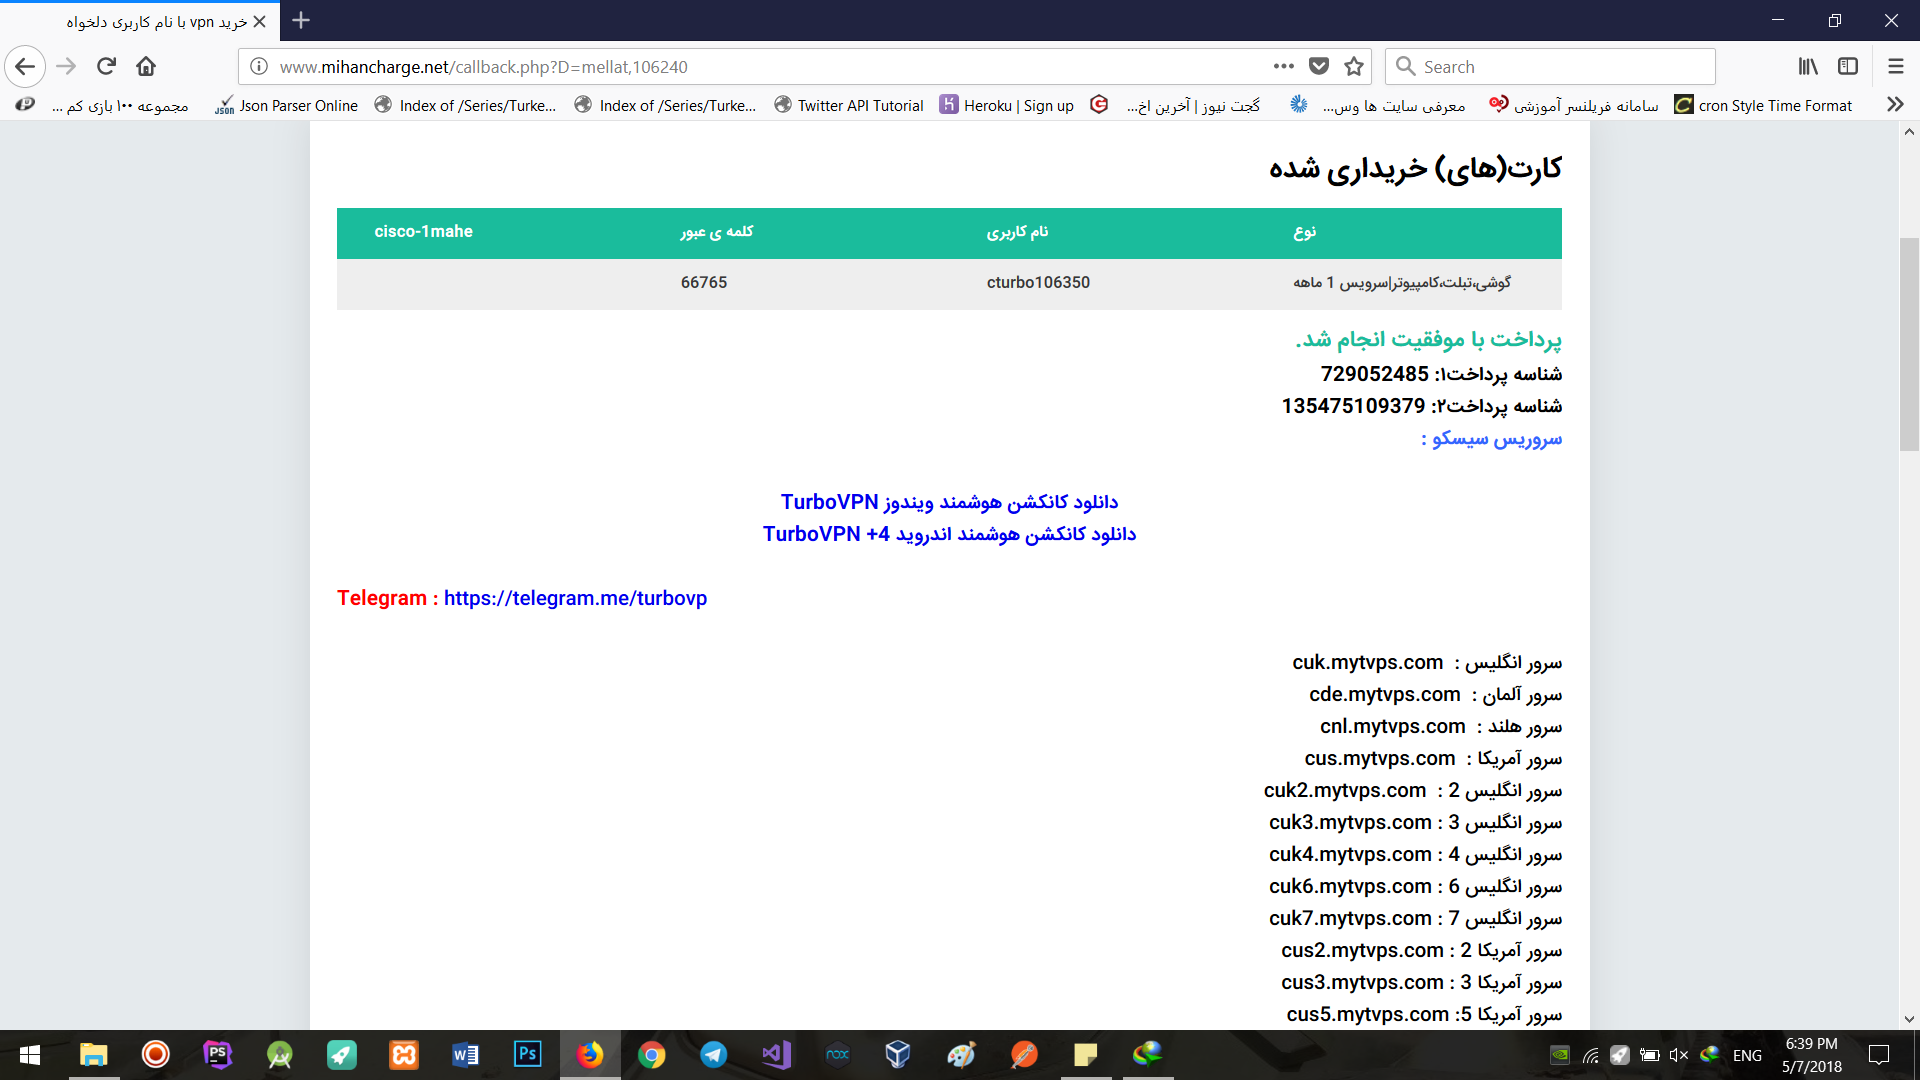 خرید vpn با نام کاربری دلخواه
www.mihancharge.net/callback.php?D=mellat,106240
Search
مجموعه ۱۰۰ بازی کم ...
Json Parser Online
Index of /Series/Turke...
Index of /Series/Turke...
Twitter API Tutorial
Heroku | Sign up
گجت نیوز | آخرین اخ...
معرفی سایت ها وس...
سامانه فریلنسر آموزشی
cron Style Time Format
کارت(های) خریداری شده
نوع
نام کاربری
کلمه ی عبور
cisco-1mahe
گوشی،تبلت،کامپیوتر|سرویس 1 ماهه
cturbo106350
66765
پرداخت با موفقیت انجام شد.
شناسه پرداخت۱: 729052485
شناسه پرداخت۲: 135475109379
سروریس سیسکو :
دانلود کانکشن هوشمند ویندوز TurboVPN
دانلود کانکشن هوشمند اندروید 4+ TurboVPN
Telegram : https://telegram.me/turbovp
سرور انگلیس : cuk.mytvps.com
سرور آلمان : cde.mytvps.com
سرور هلند : cnl.mytvps.com
سرور آمریکا : cus.mytvps.com
سرور انگلیس 2 : cuk2.mytvps.com
سرور انگلیس 3 : cuk3.mytvps.com
سرور انگلیس 4 : cuk4.mytvps.com
سرور انگلیس 6 : cuk6.mytvps.com
سرور انگلیس 7 : cuk7.mytvps.com
سرور آمریکا 2 : cus2.mytvps.com
سرور آمریکا 3 : cus3.mytvps.com
سرور آمریکا 5: cus5.mytvps.com
ENG
6:39 PM
5/7/2018